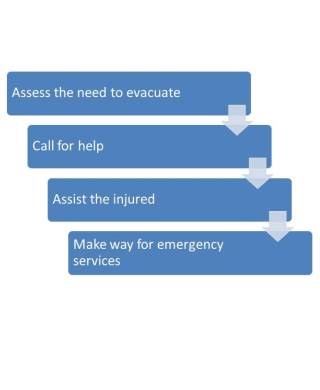 Assess the need to evacuate
Call for help
Assist the injured
Make way for emergency
services